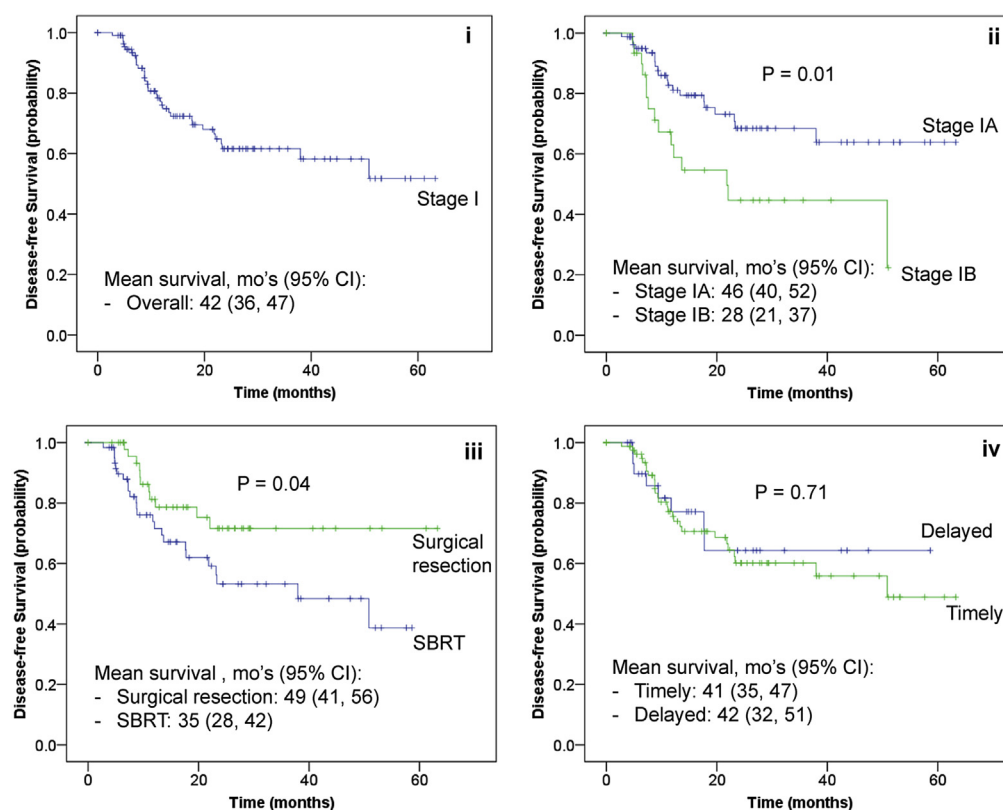 i
Disease-free Survival (probability)
1.0
0.8
0.6
0.4
0.2
0.0
Stage I
Mean survival, mo's (95% CI):
- Overall: 42 (36, 47)
0 20 40 60
Time (months)
ii
Disease-free Survival (probability)
1.0
0.8
0.6
0.4
0.2
0.0
P = 0.01
Stage IA
Stage IB
Mean survival, mo's (95% CI):
- Stage IA: 46 (40, 52)
- Stage IB: 28 (21, 37)
0 20 40 60
Time (months)
iii
Disease-free Survival (probability)
1.0
0.8
0.6
0.4
0.2
0.0
P = 0.04
Surgical
resection
SBRT
Mean survival , mo's (95% CI):
- Surgical resection: 49 (41, 56)
- SBRT: 35 (28, 42)
0 20 40 60
Time (months)
iv
Disease-free Survival (probability)
1.0
0.8
0.6
0.4
0.2
0.0
P = 0.71
Delayed
Timely
Mean survival, mo's (95% CI):
- Timely: 41 (35, 47)
- Delayed: 42 (32, 51)
0 20 40 60
Time (months)